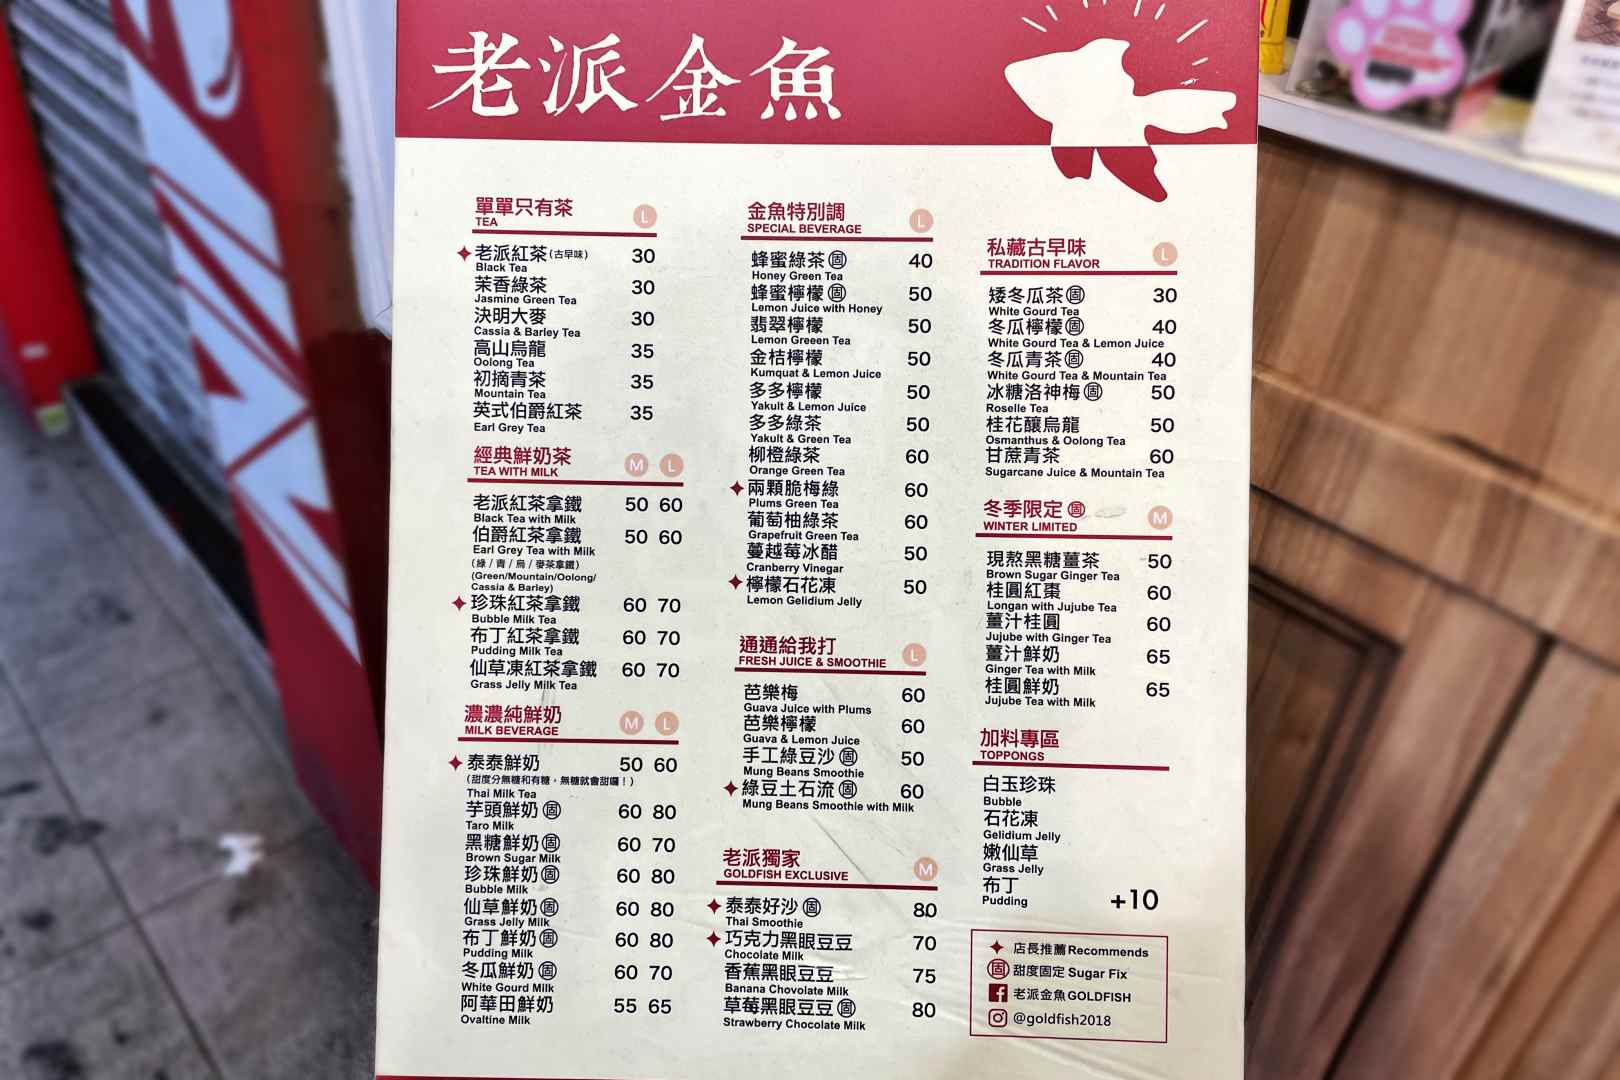 老派金魚
單單只有茶
TEA
L
老派紅茶(古早味) 30
Black Tea
茉香綠茶 30
Jasmine Green Tea
決明大麥 30
Cassia & Barley Tea
高山烏龍 35
Oolong Tea
初摘青茶 35
Mountain Tea
英式伯爵紅茶 35
Earl Grey Tea
經典鮮奶茶
TEA WITH MILK
M L
老派紅茶拿鐵 50 60
Black Tea with Milk
伯爵紅茶拿鐵 50 60
Earl Grey Tea with Milk
(綠/青/烏/麥茶拿鐵)
(Green/Mountain/Oolong/
Cassia & Barley)
珍珠紅茶拿鐵 60 70
Bubble Milk Tea
布丁紅茶拿鐵 60 70
Pudding Milk Tea
仙草凍紅茶拿鐵 60 70
Grass Jelly Milk Tea
濃濃純鮮奶
MILK BEVERAGE
M L
泰泰鮮奶 50 60
(甜度分無糖和有糖，無糖就會甜囉！)
Thai Milk Tea
芋頭鮮奶固 60 80
Taro Milk
黑糖鮮奶固 60 70
Brown Sugar Milk
珍珠鮮奶固 60 80
Bubble Milk
仙草鮮奶固 60 80
Grass Jelly Milk
布丁鮮奶固 60 80
Pudding Milk
冬瓜鮮奶固 60 70
White Gourd Milk
阿華田鮮奶 55 65
Ovaltine Milk
金魚特別調
SPECIAL BEVERAGE
L
蜂蜜綠茶固 40
Honey Green Tea
蜂蜜檸檬固 50
Lemon Juice with Honey
翡翠檸檬 50
Lemon Greeen Tea
金桔檸檬 50
Kumquat & Lemon Juice
多多檸檬 50
Yakult & Lemon Juice
多多綠茶 50
Yakult & Green Tea
柳橙綠茶 60
Orange Green Tea
兩顆脆梅綠 60
Plums Green Tea
葡萄柚綠茶 60
Grapefruit Green Tea
蔓越莓冰醋 50
Cranberry Vinegar
檸檬石花凍 50
Lemon Gelidium Jelly
通通給我打
FRESH JUICE & SMOOTHIE
L
芭樂梅 60
Guava Juice with Plums
芭樂檸檬 60
Guava & Lemon Juice
手工綠豆沙固 50
Mung Beans Smoothie
綠豆土石流固 60
Mung Beans Smoothie with Milk
老派獨家
GOLDFISH EXCLUSIVE
M
泰泰好沙固 80
Thai Smoothie
巧克力黑眼豆豆 70
Chocolate Milk
香蕉黑眼豆豆 75
Banana Chovolate Milk
草莓黑眼豆豆固 80
Strawberry Chocolate Milk
私藏古早味
TRADITION FLAVOR
L
矮冬瓜茶固 30
White Gourd Tea
冬瓜檸檬固 40
White Gourd Tea & Lemon Juice
冬瓜青茶固 40
White Gourd Tea & Mountain Tea
冰糖洛神梅固 50
Roselle Tea
桂花釀烏龍 50
Osmanthus & Oolong Tea
甘蔗青茶 60
Sugarcane Juice & Mountain Tea
冬季限定固
WINTER LIMITED
M
現熬黑糖薑茶 50
Brown Sugar Ginger Tea
桂圓紅棗 60
Longan with Jujube Tea
薑汁桂圓 60
Jujube with Ginger Tea
薑汁鮮奶 65
Ginger Tea with Milk
桂圓鮮奶 65
Jujube Tea with Milk
加料專區
TOPPONGS
白玉珍珠
Bubble
石花凍
Gelidium Jelly
嫩仙草
Grass Jelly
布丁
Pudding
+10
店長推薦 Recommends
固 甜度固定 Sugar Fix
老派金魚 GOLDFISH
@goldfish2018